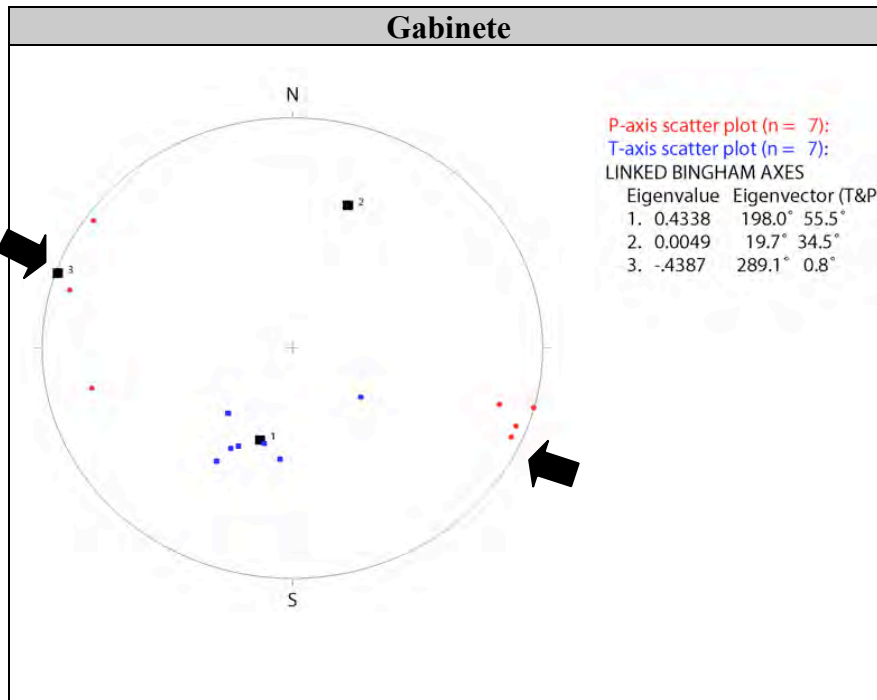 Gabinete
N
P-axis scatter plot (n = 7):
T-axis scatter plot (n = 7):
LINKED BINGHAM AXES
Eigenvalue Eigenvector (T&P
1. 0.4338 198.0° 55.5°
2. 0.0049 19.7° 34.5°
3. -.4387 289.1° 0.8°
2
3
1
S